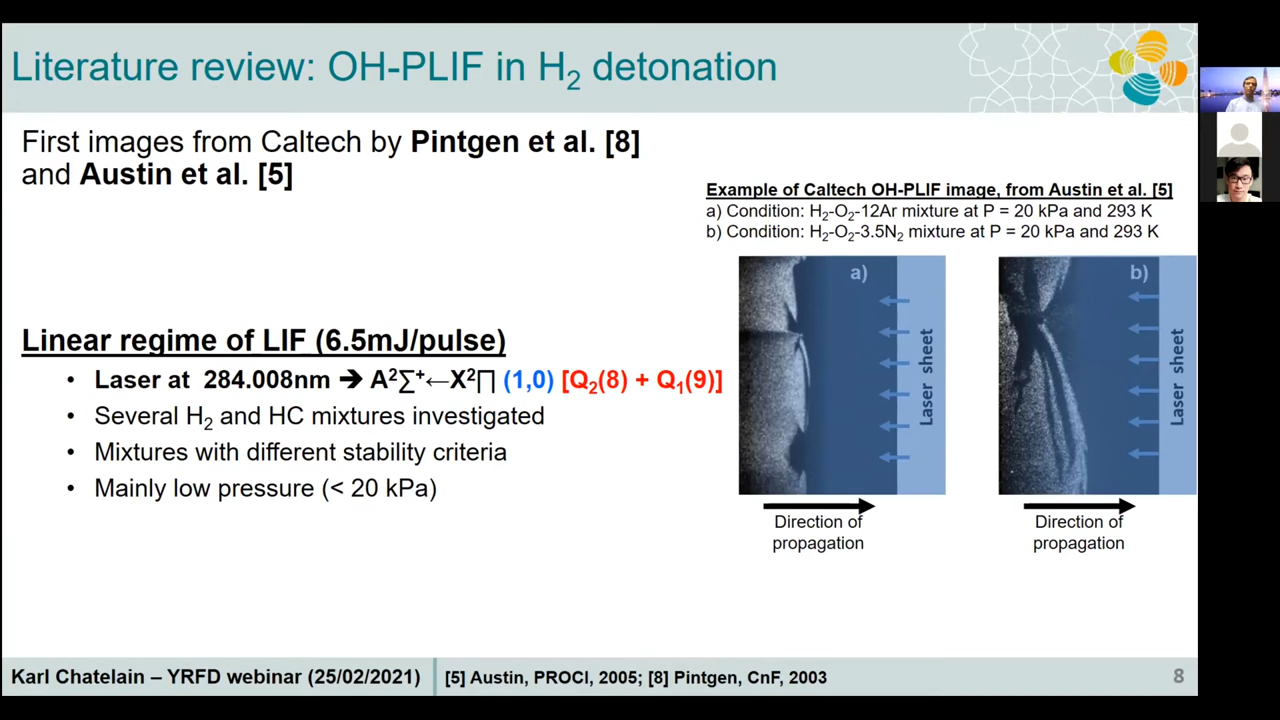 Literature review: OH-PLIF in H₂ detonation
First images from Caltech by Pintgen et al. [8]
and Austin et al. [5]
Example of Caltech OH-PLIF image, from Austin et al. [5]
a) Condition: H₂-O₂-12Ar mixture at P = 20 kPa and 293 K
b) Condition: H₂-O₂-3.5N₂ mixture at P = 20 kPa and 293 K
a)
Laser sheet
Direction of
propagation
b)
Laser sheet
Direction of
propagation
Linear regime of LIF (6.5mJ/pulse)
• Laser at 284.008nm ➔ A²∑⁺←X²∏ (1,0) [Q₂(8) + Q₁(9)]
• Several H₂ and HC mixtures investigated
• Mixtures with different stability criteria
• Mainly low pressure (< 20 kPa)
Karl Chatelain – YRFD webinar (25/02/2021)
[5] Austin, PROCI, 2005; [8] Pintgen, CnF, 2003
8